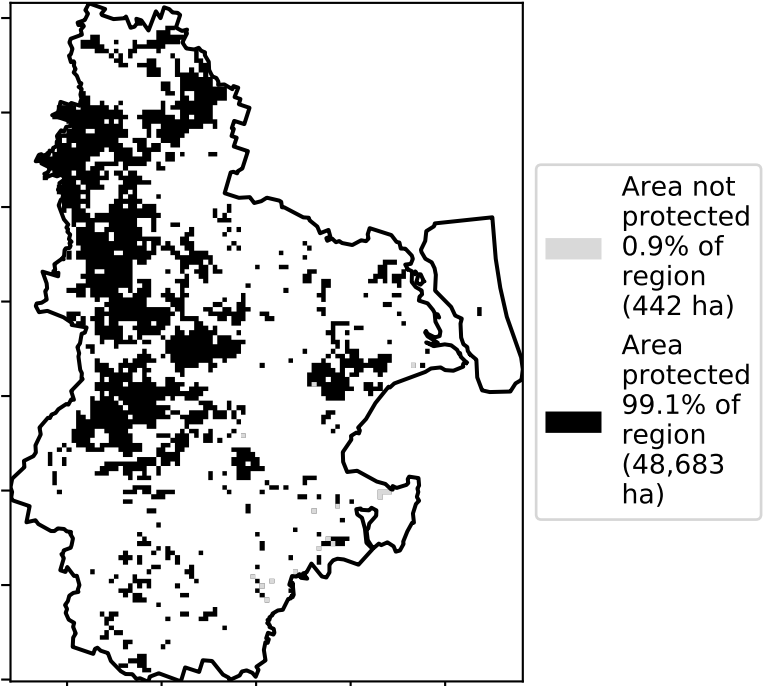 Area not
protected
0.9% of
region
(442 ha)
Area
protected
99.1% of
region
(48,683
ha)